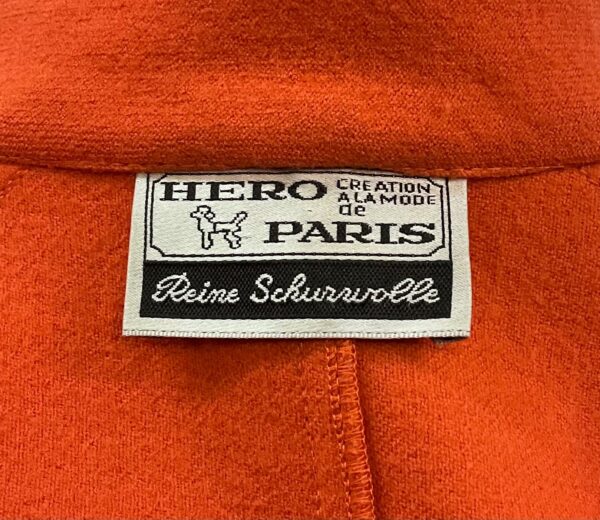 HERO CREATION
A LA MODE
de
PARIS
Reine Schurwolle